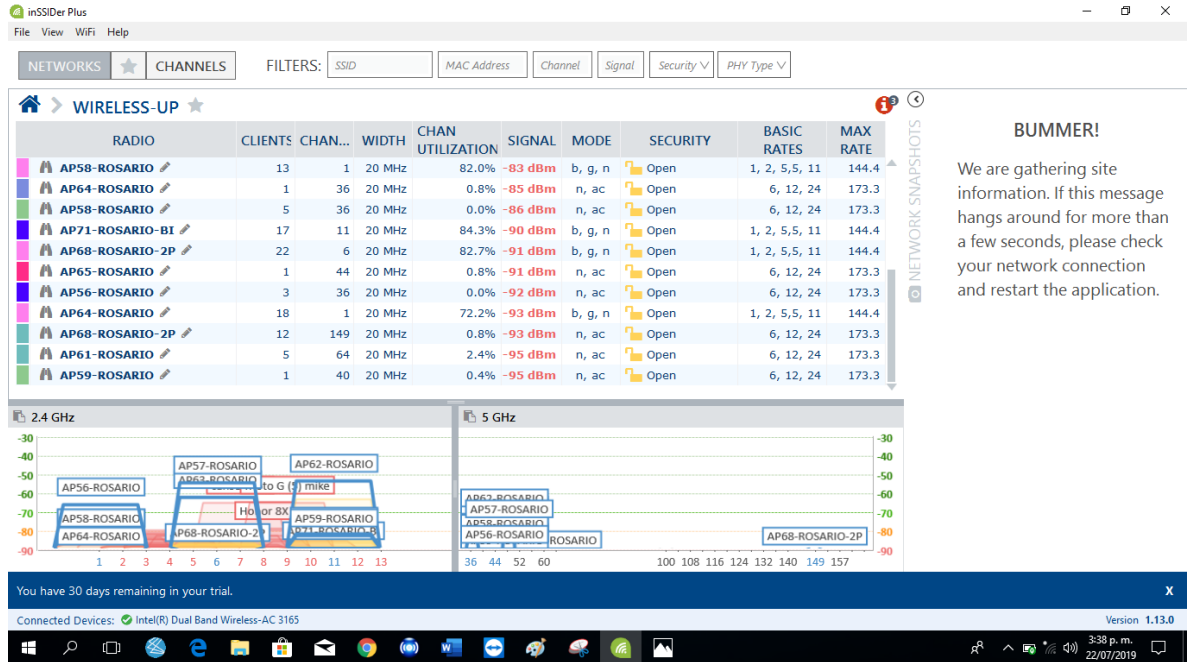 inSSIDer Plus
File View WiFi Help
NETWORKS CHANNELS FILTERS: SSID MAC Address Channel Signal Security PHY Type
WIRELESS-UP 3
RADIO CLIENTS CHAN... WIDTH CHAN UTILIZATION SIGNAL MODE SECURITY BASIC RATES MAX RATE
AP58-ROSARIO 13 1 20 MHz 82.0% -83 dBm b, g, n Open 1, 2, 5,5, 11 144.4
AP64-ROSARIO 1 36 20 MHz 0.8% -85 dBm n, ac Open 6, 12, 24 173.3
AP58-ROSARIO 5 36 20 MHz 0.0% -86 dBm n, ac Open 6, 12, 24 173.3
AP71-ROSARIO-BI 17 11 20 MHz 84.3% -90 dBm b, g, n Open 1, 2, 5,5, 11 144.4
AP68-ROSARIO-2P 22 6 20 MHz 82.7% -91 dBm b, g, n Open 1, 2, 5,5, 11 144.4
AP65-ROSARIO 1 44 20 MHz 0.8% -91 dBm n, ac Open 6, 12, 24 173.3
AP56-ROSARIO 3 36 20 MHz 0.0% -92 dBm n, ac Open 6, 12, 24 173.3
AP64-ROSARIO 18 1 20 MHz 72.2% -93 dBm b, g, n Open 1, 2, 5,5, 11 144.4
AP68-ROSARIO-2P 12 149 20 MHz 0.8% -93 dBm n, ac Open 6, 12, 24 173.3
AP61-ROSARIO 5 64 20 MHz 2.4% -95 dBm n, ac Open 6, 12, 24 173.3
AP59-ROSARIO 1 40 20 MHz 0.4% -95 dBm n, ac Open 6, 12, 24 173.3
NETWORK SNAPSHOTS
BUMMER!
We are gathering site
information. If this message
hangs around for more than
a few seconds, please check
your network connection
and restart the application.
2.4 GHz
-30
-40
-50
-60
-70
-80
-90
AP57-ROSARIO AP62-ROSARIO
AP63-ROSARIO
AP56-ROSARIO to G (5) mike
Honor 8X
AP58-ROSARIO AP59-ROSARIO
AP64-ROSARIO AP68-ROSARIO-2P AP71-ROSARIO-B
1 2 3 4 5 6 7 8 9 10 11 12 13
5 GHz
-30
-40
-50
-60
-70
-80
-90
AP62-ROSARIO
AP57-ROSARIO
AP58-ROSARIO
AP56-ROSARIO ROSARIO AP68-ROSARIO-2P
36 44 52 60 100 108 116 124 132 140 149 157
You have 30 days remaining in your trial. X
Connected Devices: Intel(R) Dual Band Wireless-AC 3165 Version 1.13.0
3:38 p. m.
22/07/2019